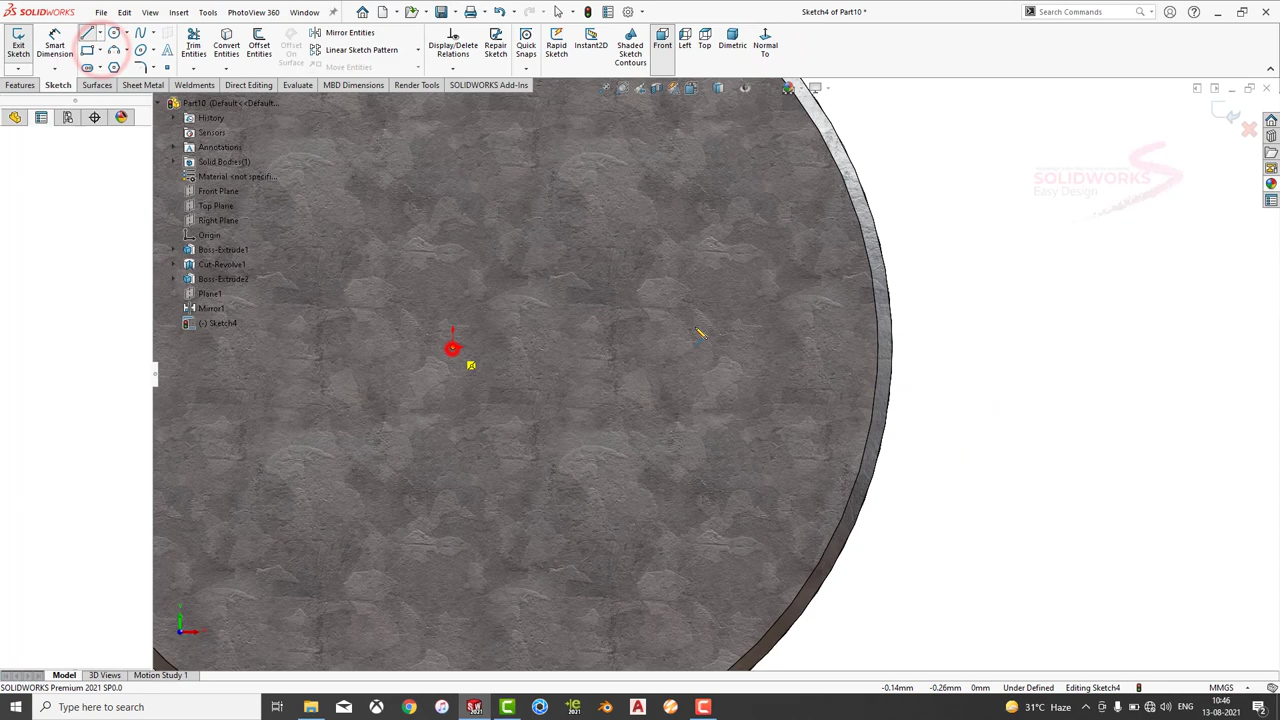 SOLIDWORKS
File Edit View Insert Tools PhotoView 360 Window
Sketch4 of Part10 *
Search Commands
Exit Sketch
Smart Dimension
Trim Entities
Convert Entities
Offset Entities
Offset On Surface
Mirror Entities
Linear Sketch Pattern
Move Entities
Display/Delete Relations
Repair Sketch
Quick Snaps
Rapid Sketch
Instant2D
Shaded Sketch Contours
Front
Left
Top
Dimetric
Normal To
Features Sketch Surfaces Sheet Metal Weldments Direct Editing Evaluate MBD Dimensions Render Tools SOLIDWORKS Add-Ins
Part10 (Default<<Default...
History
Sensors
Annotations
Solid Bodies(1)
Material <not specifi...
Front Plane
Top Plane
Right Plane
Origin
Boss-Extrude1
Cut-Revolve1
Boss-Extrude2
Plane1
Mirror1
(-) Sketch4
SOLIDWORKS
Easy Design
Model 3D Views Motion Study 1
SOLIDWORKS Premium 2021 SP0.0
-0.14mm -0.26mm 0mm Under Defined Editing Sketch4 MMGS
Type here to search
31°C Haze
ENG
10:46
13-08-2021